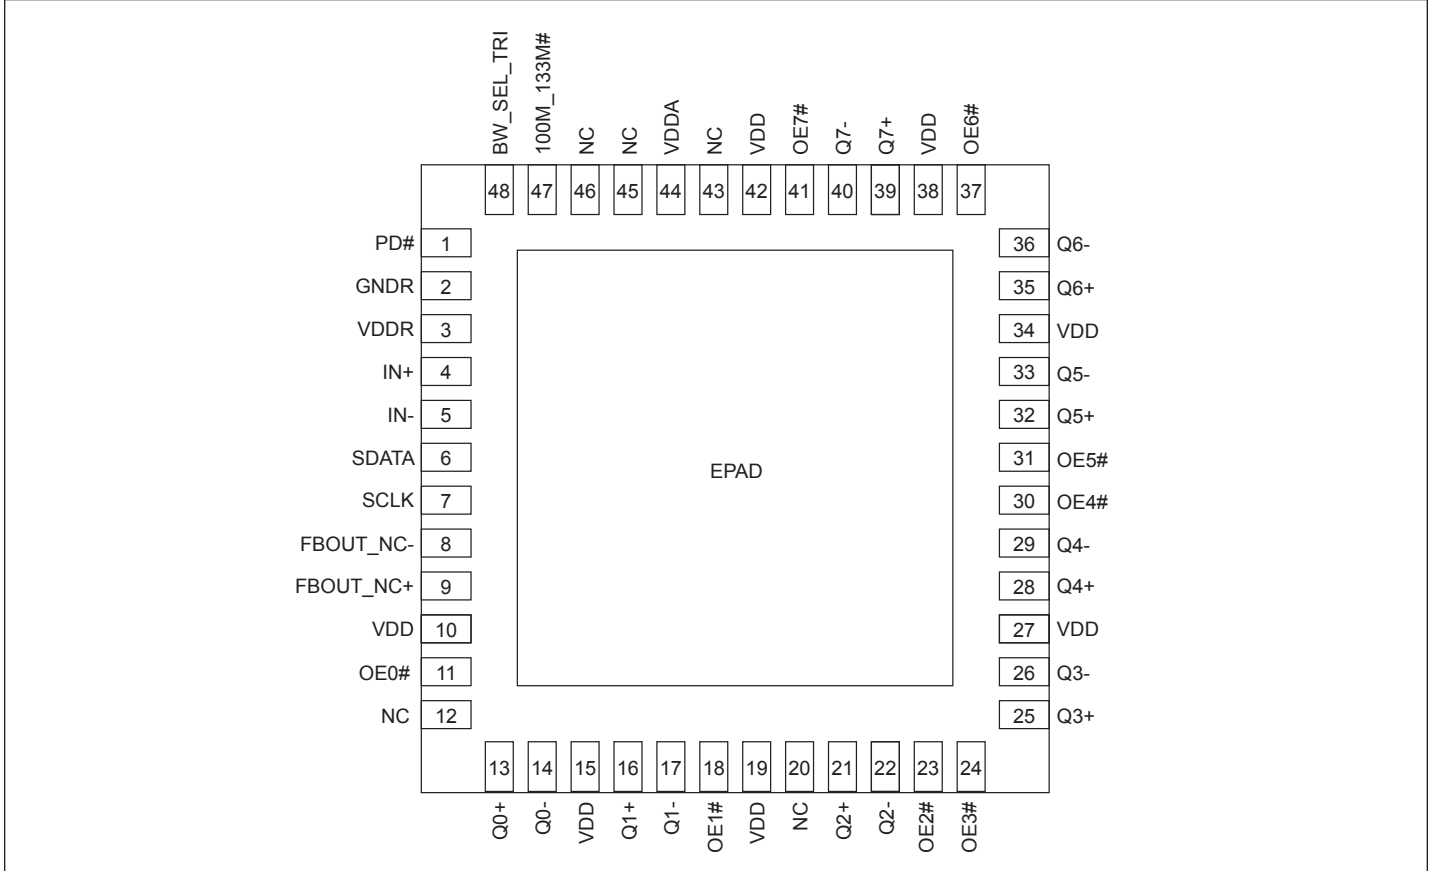 BW_SEL_TRI
100M_133M#
NC
NC
VDDA
NC
VDD
OE7#
Q7-
Q7+
VDD
OE6#
48 47 46 45 44 43 42 41 40 39 38 37
PD# 1
GNDR 2
VDDR 3
IN+ 4
IN- 5
SDATA 6
SCLK 7
FBOUT_NC- 8
FBOUT_NC+ 9
VDD 10
OE0# 11
NC 12
EPAD
36 Q6-
35 Q6+
34 VDD
33 Q5-
32 Q5+
31 OE5#
30 OE4#
29 Q4-
28 Q4+
27 VDD
26 Q3-
25 Q3+
13 14 15 16 17 18 19 20 21 22 23 24
Q0+
Q0-
VDD
Q1+
Q1-
OE1#
VDD
NC
Q2+
Q2-
OE2#
OE3#